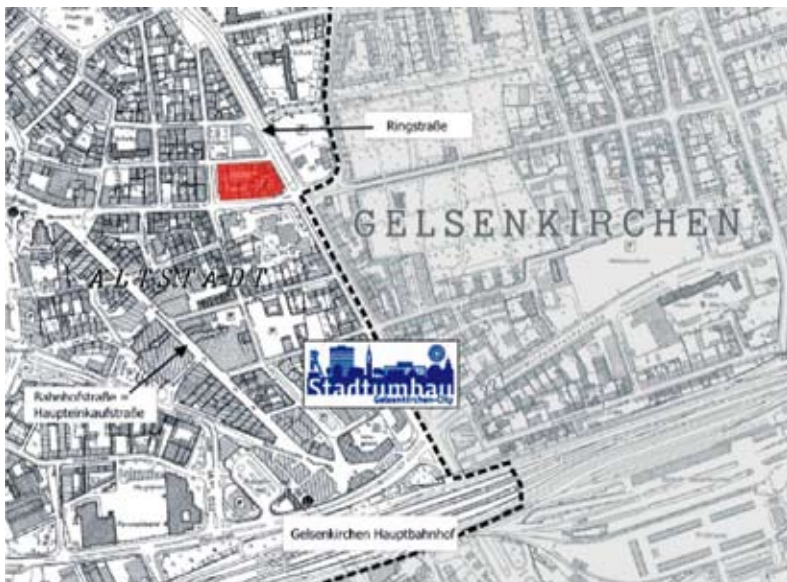 Ringstraße
GELSENKIRCHEN
ALTSTADT
Stadtumbau
Gelsenkirchen-City
Bahnhofstraße =
Haupteinkaufstraße
Gelsenkirchen Hauptbahnhof